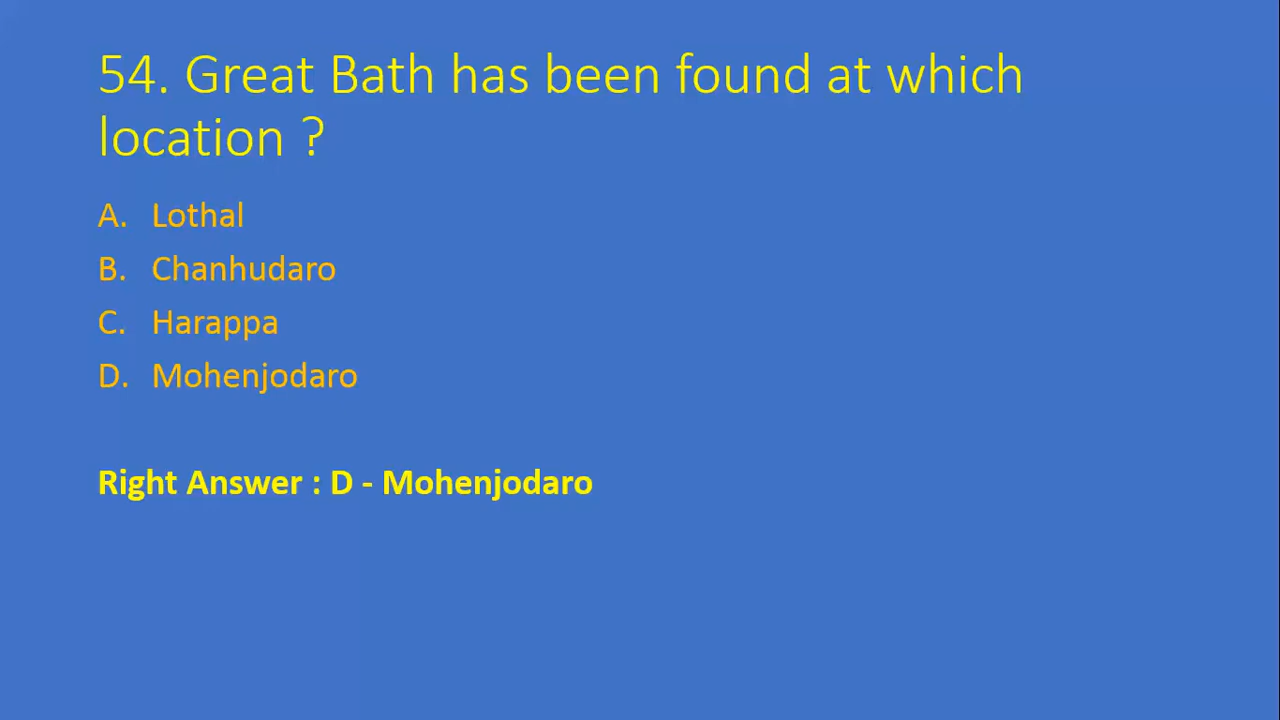 54. Great Bath has been found at which
location ?
A. Lothal
B. Chanhudaro
C. Harappa
D. Mohenjodaro
Right Answer : D - Mohenjodaro